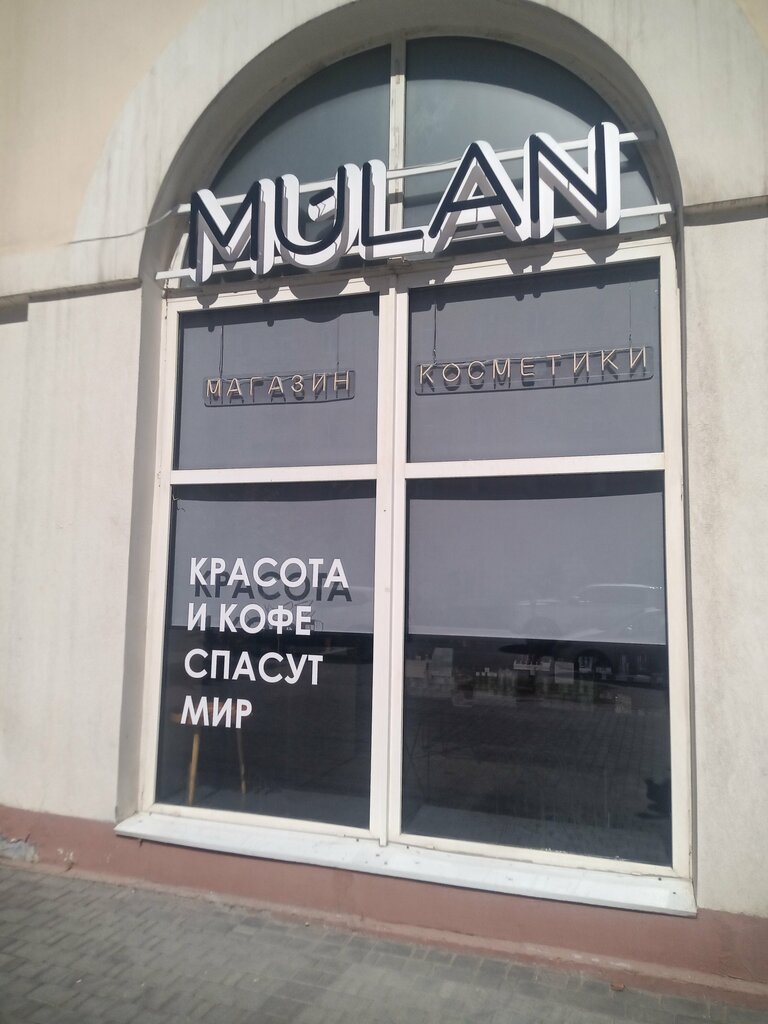 MULAN
МАГАЗИН КОСМЕТИКИ
КРАСОТА
И КОФЕ
СПАСУТ
МИР